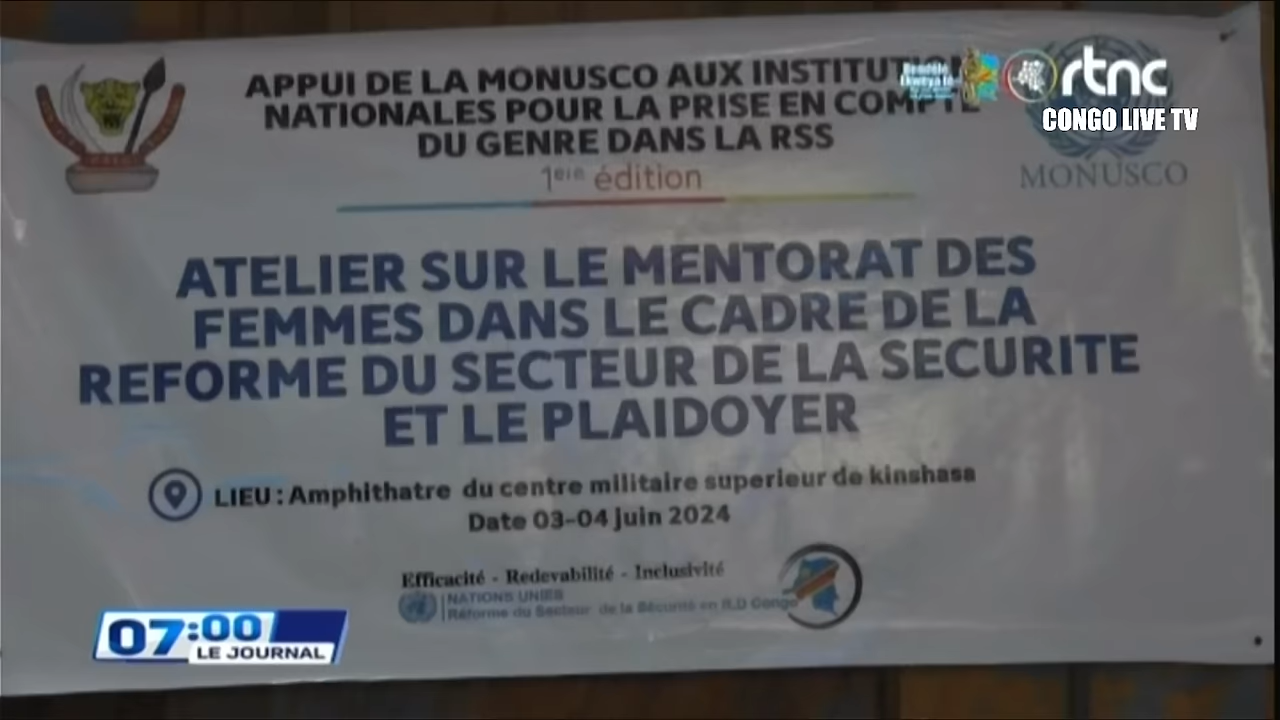 APPUI DE LA MONUSCO AUX
NATIONALES POUR LA PRISE EN COMPTE
DU GENRE DANS LA RSS
1ère édition
rtnc
CONGO LIVE TV
MONUSCO
ATELIER SUR LE MENTORAT DES
FEMMES DANS LE CADRE DE LA
REFORME DU SECTEUR DE LA SECURITE
ET LE PLAIDOYER
LIEU : Amphithatre du centre militaire superieur de kinshasa
Date 03-04 juin 2024
Efficacité - Redevabilité - Inclusivité
NATIONS UNIES
Réforme du Secteur de la Sécurité en R.D Congo
07:00
LE JOURNAL